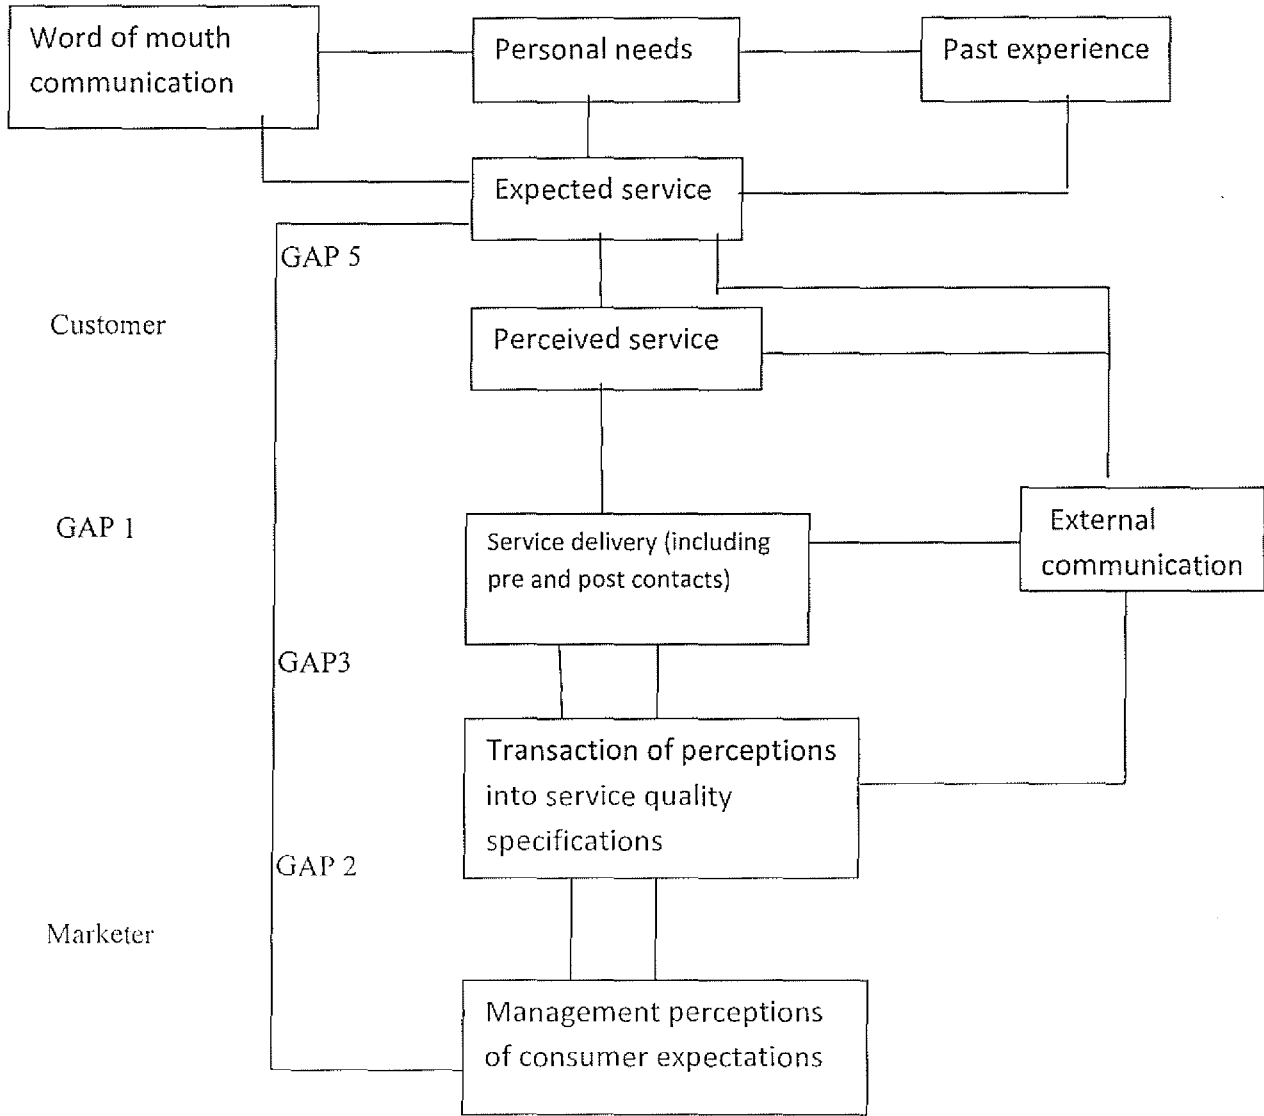 Word of mouth
communication
Personal needs
Past experience
Expected service
GAP 5
Customer
Perceived service
GAP 1
Service delivery (including
pre and post contacts)
External
communication
GAP3
Transaction of perceptions
into service quality
specifications
GAP 2
Marketer
Management perceptions
of consumer expectations